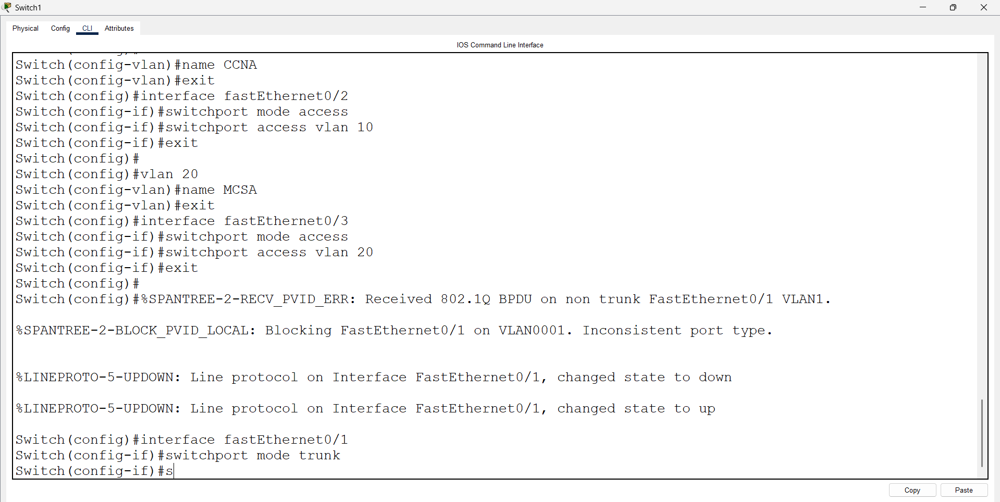 Switch1
Physical Config CLI Attributes
IOS Command Line Interface
Switch(config-vlan)#name CCNA
Switch(config-vlan)#exit
Switch(config)#interface fastEthernet0/2
Switch(config-if)#switchport mode access
Switch(config-if)#switchport access vlan 10
Switch(config-if)#exit
Switch(config)#
Switch(config)#vlan 20
Switch(config-vlan)#name MCSA
Switch(config-vlan)#exit
Switch(config)#interface fastEthernet0/3
Switch(config-if)#switchport mode access
Switch(config-if)#switchport access vlan 20
Switch(config-if)#exit
Switch(config)#
Switch(config)#%SPANTREE-2-RECV_PVID_ERR: Received 802.1Q BPDU on non trunk FastEthernet0/1 VLAN1.
%SPANTREE-2-BLOCK_PVID_LOCAL: Blocking FastEthernet0/1 on VLAN0001. Inconsistent port type.
%LINEPROTO-5-UPDOWN: Line protocol on Interface FastEthernet0/1, changed state to down
%LINEPROTO-5-UPDOWN: Line protocol on Interface FastEthernet0/1, changed state to up
Switch(config)#interface fastEthernet0/1
Switch(config-if)#switchport mode trunk
Switch(config-if)#s
Copy Paste